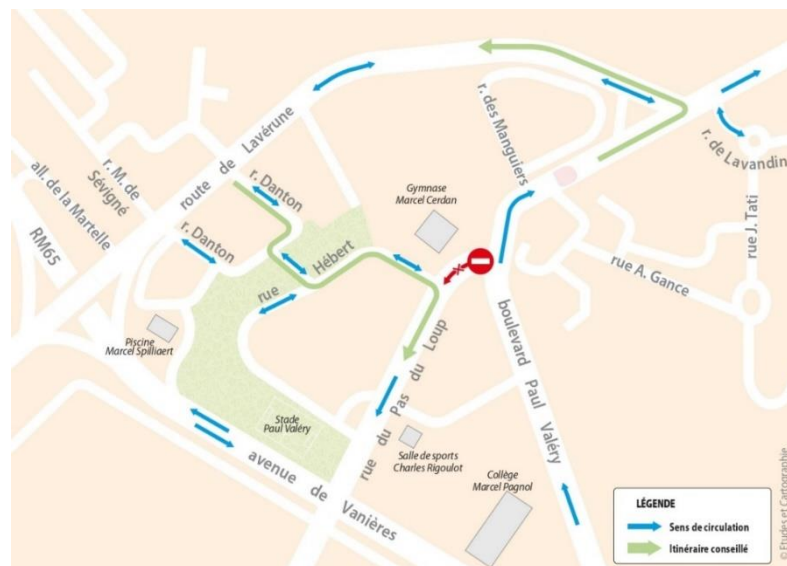 r. M. de
Sévigné
all. de la Martelle
RM65
route de Lavérune
r. Danton
r. Danton
rue Hébert
Gymnase
Marcel Cerdan
r. des Manguiers
r. de Lavandin
rue J. Tati
rue A. Gance
boulevard Paul Valéry
rue du Pas du Loup
Piscine
Marcel Spilliaert
Stade
Paul Valéry
avenue de Vanières
Salle de sports
Charles Rigoulot
Collège
Marcel Pagnol
LÉGENDE
Sens de circulation
Itinéraire conseillé
© Etudes et Cartographie